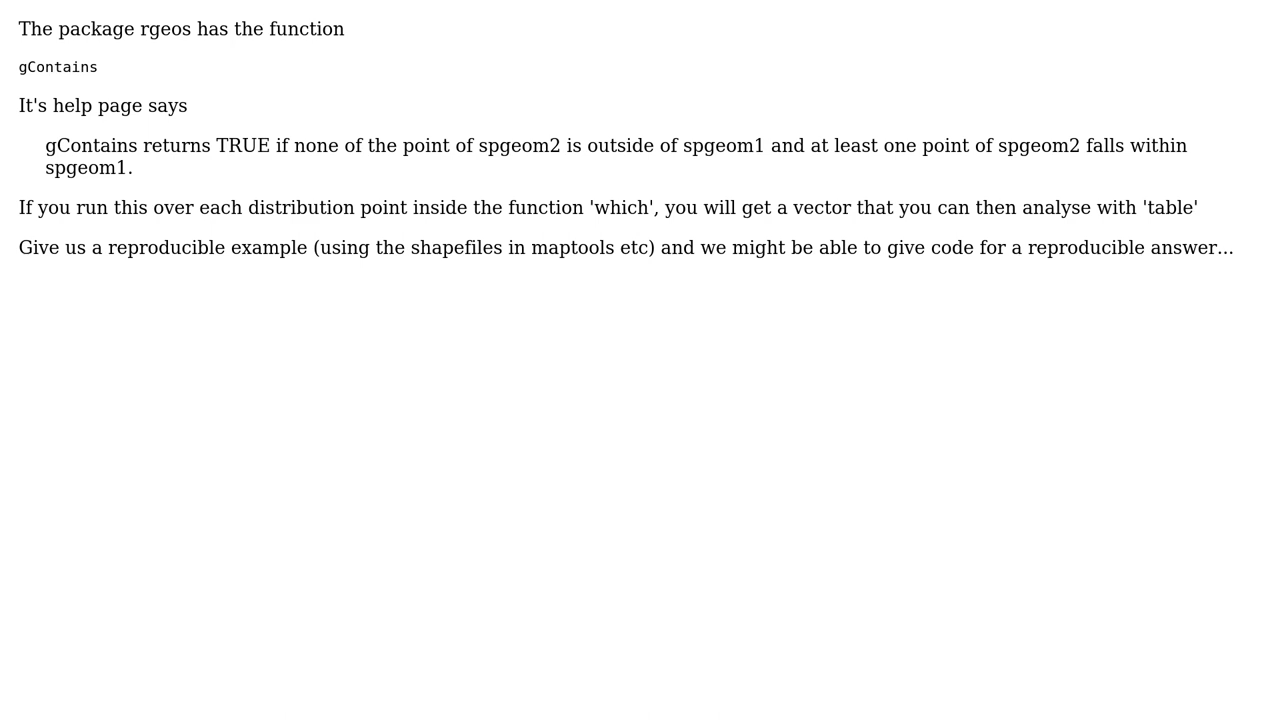 The package rgeos has the function
gContains
It's help page says
gContains returns TRUE if none of the point of spgeom2 is outside of spgeom1 and at least one point of spgeom2 falls within
spgeom1.
If you run this over each distribution point inside the function 'which', you will get a vector that you can then analyse with 'table'
Give us a reproducible example (using the shapefiles in maptools etc) and we might be able to give code for a reproducible answer...